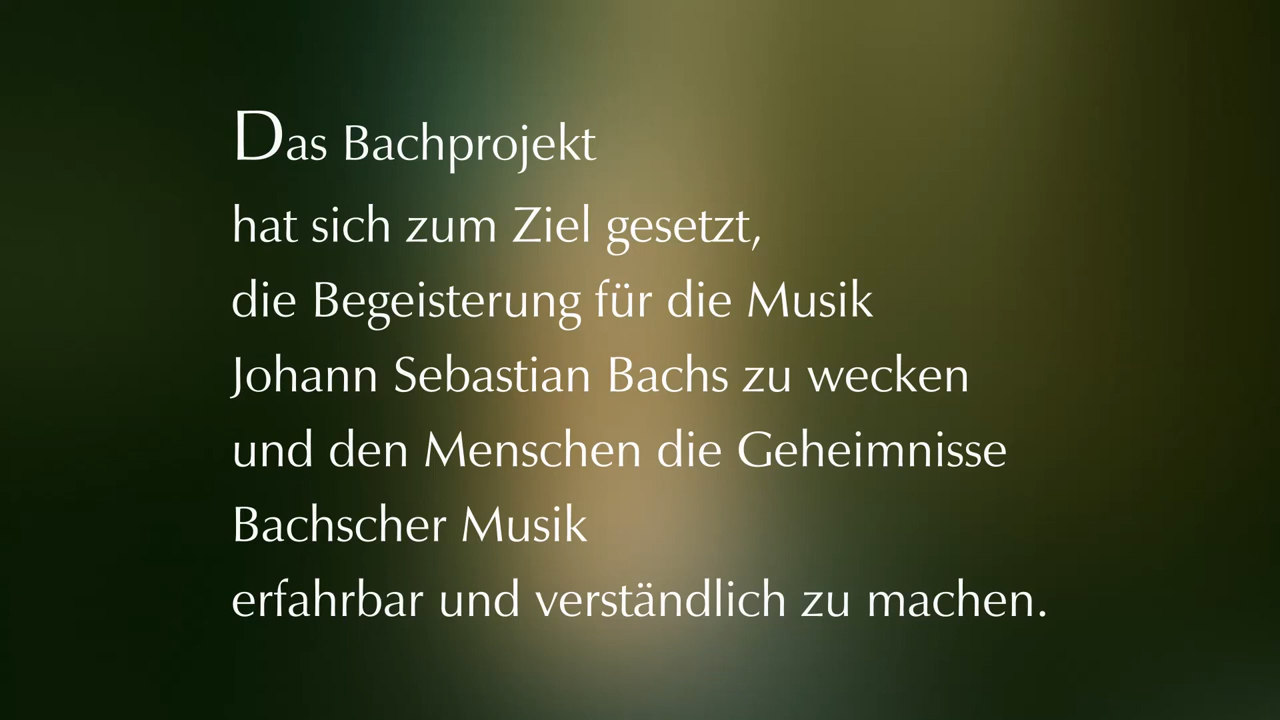 Das Bachprojekt
hat sich zum Ziel gesetzt,
die Begeisterung für die Musik
Johann Sebastian Bachs zu wecken
und den Menschen die Geheimnisse
Bachscher Musik
erfahrbar und verständlich zu machen.